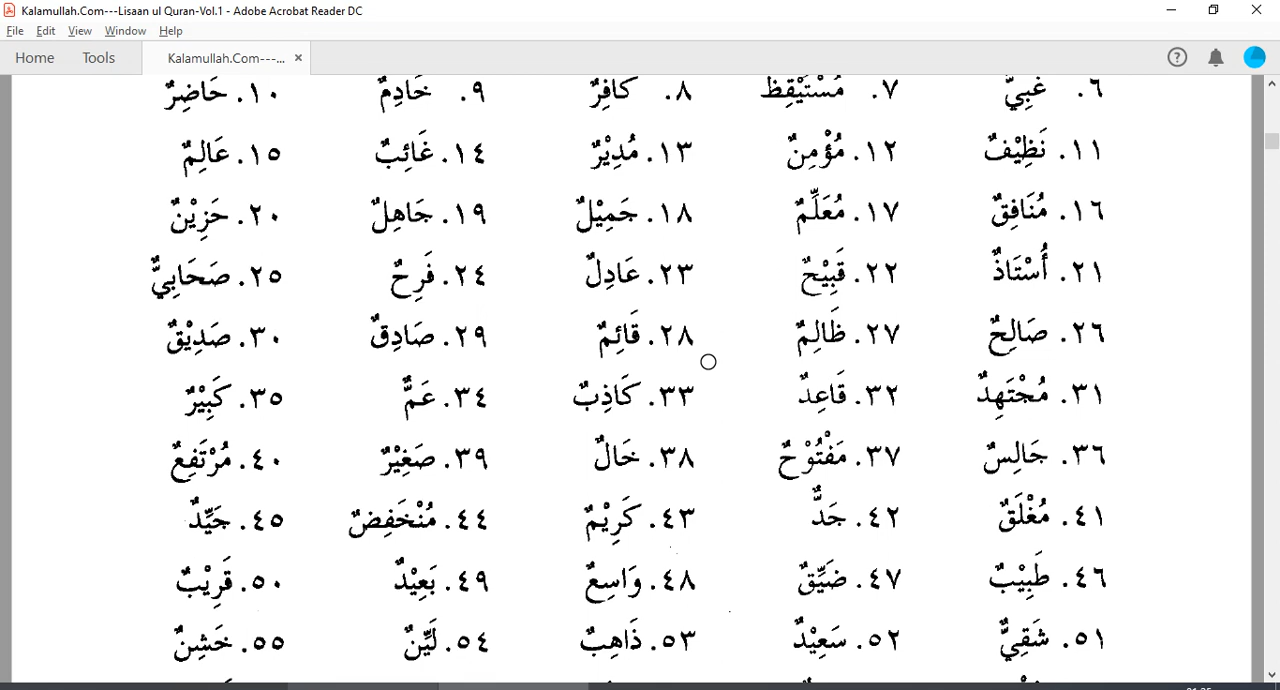 Kalamullah.Com---Lisaan ul Quran-Vol.1 - Adobe Acrobat Reader DC
File Edit View Window Help
Home Tools Kalamullah.Com---... ×
٦. غَبِيٌّ ٧. مُسْتَيْقِظٌ ٨. كَافِرٌ ٩. خَادِمٌ ١٠. حَاضِرٌ
١١. نَظِيْفٌ ١٢. مُؤْمِنٌ ١٣. مُدِيْرٌ ١٤. غَائِبٌ ١٥. عَالِمٌ
١٦. مُنَافِقٌ ١٧. مُعَلِّمٌ ١٨. جَمِيْلٌ ١٩. جَاهِلٌ ٢٠. حَزِيْنٌ
٢١. أُسْتَاذٌ ٢٢. قَبِيْحٌ ٢٣. عَادِلٌ ٢٤. فَرِحٌ ٢٥. صَحَابِيٌّ
٢٦. صَالِحٌ ٢٧. ظَالِمٌ ٢٨. قَائِمٌ ٢٩. صَادِقٌ ٣٠. صَدِيْقٌ
٣١. مُجْتَهِدٌ ٣٢. قَاعِدٌ ٣٣. كَاذِبٌ ٣٤. عَمٌّ ٣٥. كَبِيْرٌ
٣٦. جَالِسٌ ٣٧. مَفْتُوْحٌ ٣٨. خَالٌ ٣٩. صَغِيْرٌ ٤٠. مُرْتَفِعٌ
٤١. مُغْلَقٌ ٤٢. جَدٌّ ٤٣. كَرِيْمٌ ٤٤. مُنْخَفِضٌ ٤٥. جَيِّدٌ
٤٦. طَبِيْبٌ ٤٧. ضَيِّقٌ ٤٨. وَاسِعٌ ٤٩. بَعِيْدٌ ٥٠. قَرِيْبٌ
٥١. شَقِيٌّ ٥٢. سَعِيْدٌ ٥٣. ذَاهِبٌ ٥٤. لَيِّنٌ ٥٥. خَشِنٌ